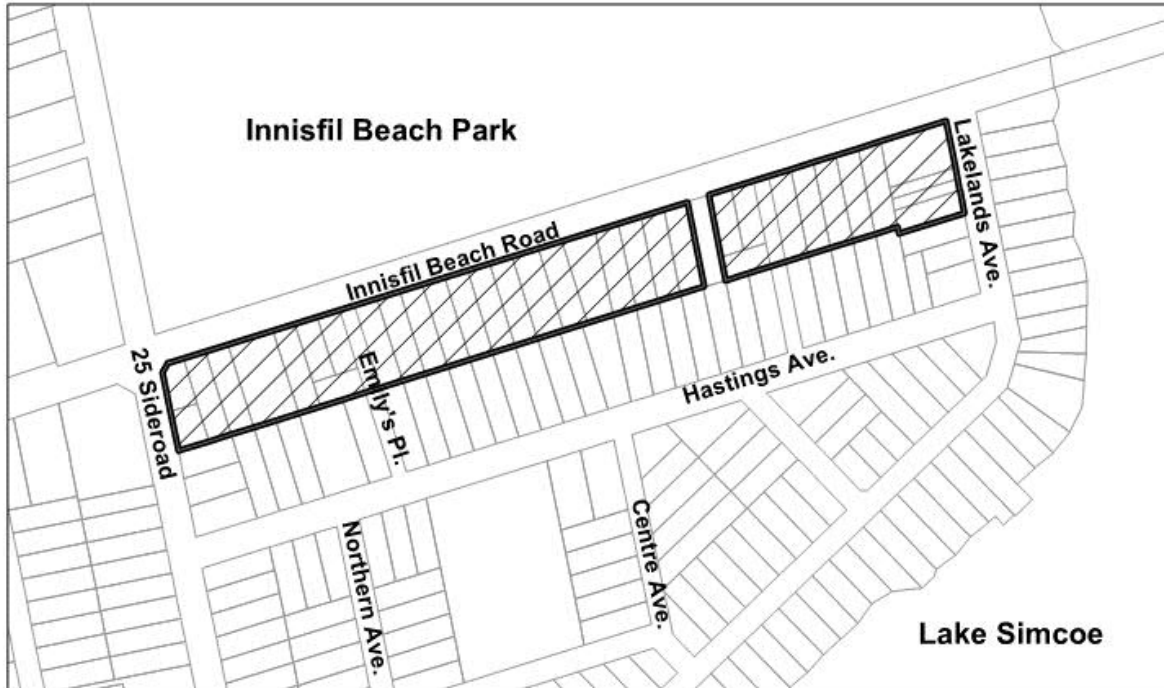 Innisfil Beach Park
Lakelands Ave.
Innisfil Beach Road
25 Sideroad
Emily's Pl.
Hastings Ave.
Northern Ave.
Centre Ave.
Lake Simcoe